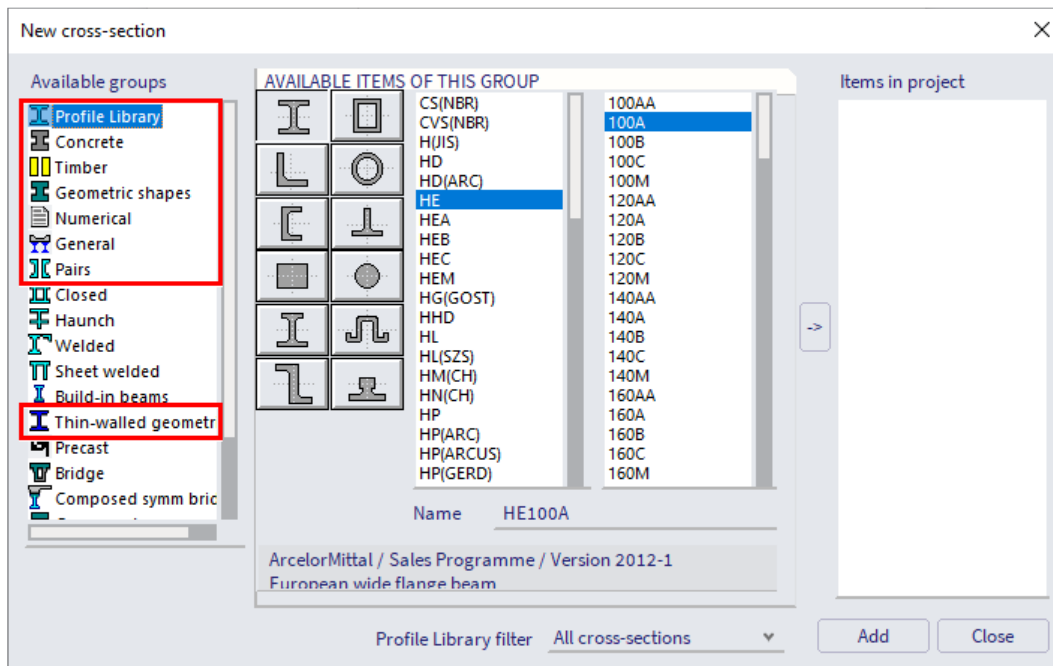 New cross-section
Available groups
Profile Library
Concrete
Timber
Geometric shapes
Numerical
General
Pairs
Closed
Haunch
Welded
Sheet welded
Build-in beams
Thin-walled geometr
Precast
Bridge
Composed symm bric
AVAILABLE ITEMS OF THIS GROUP
CS(NBR)
CVS(NBR)
H(JIS)
HD
HD(ARC)
HE
HEA
HEB
HEC
HEM
HG(GOST)
HHD
HL
HL(SZS)
HM(CH)
HN(CH)
HP
HP(ARC)
HP(ARCUS)
HP(GERD)
100AA
100A
100B
100C
100M
120AA
120A
120B
120C
120M
140AA
140A
140B
140C
140M
160AA
160A
160B
160C
160M
Name HE100A
ArcelorMittal / Sales Programme / Version 2012-1
European wide flange beam
Profile Library filter All cross-sections
Items in project
->
Add
Close